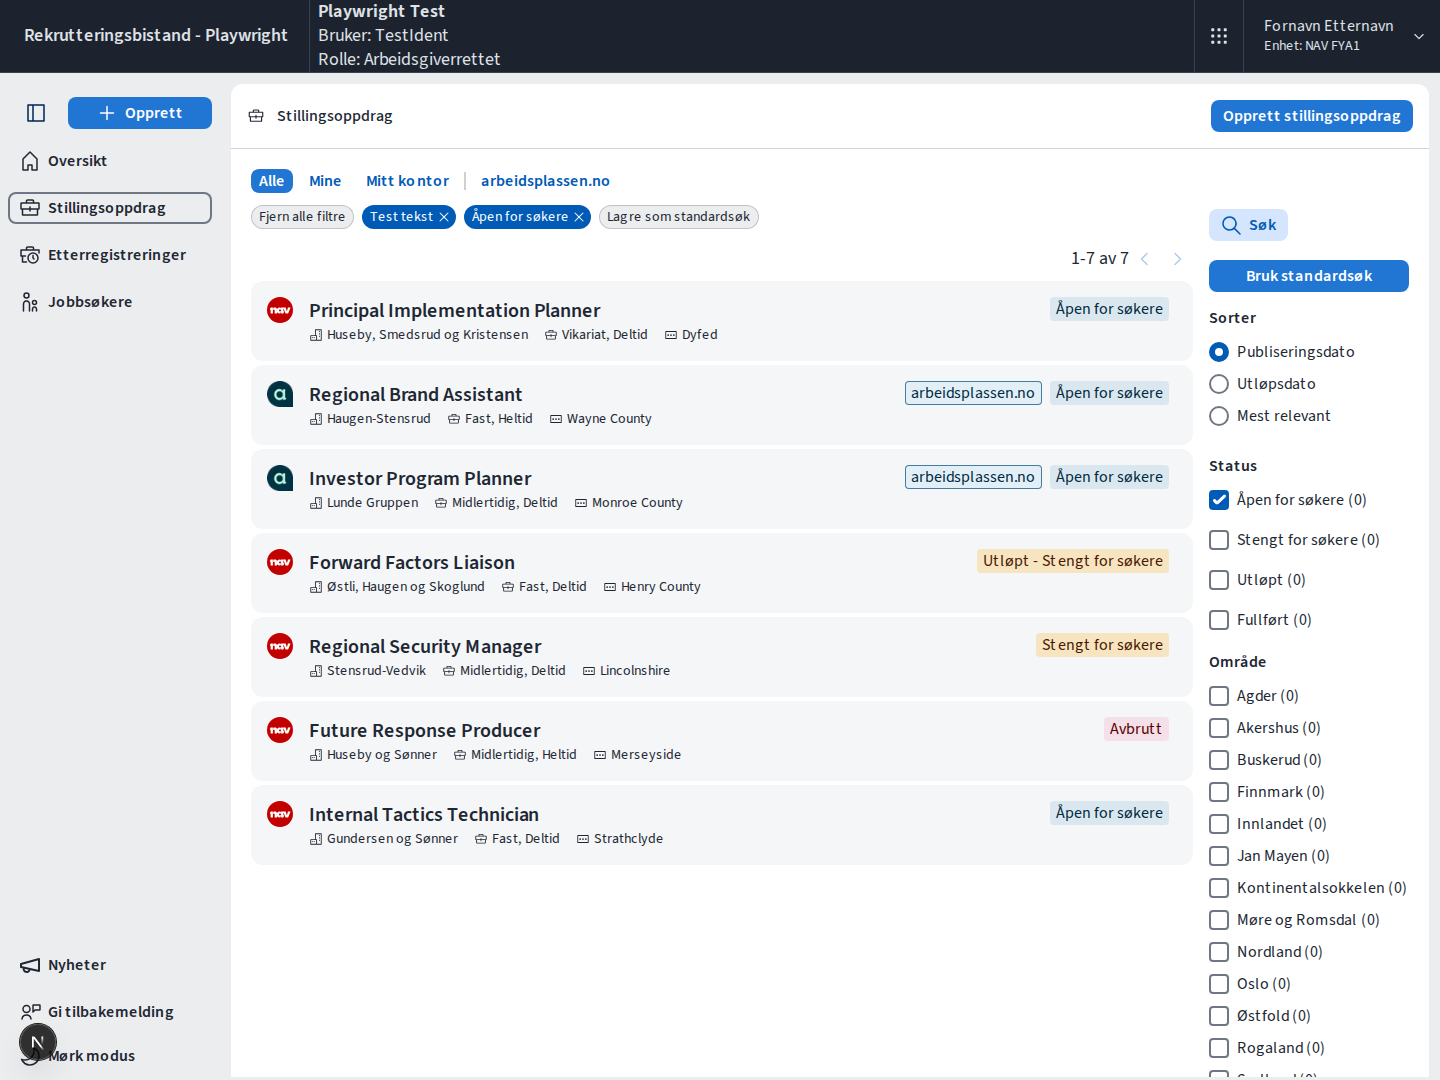 Rekrutteringsbistand - Playwright
Playwright Test
Bruker: TestIdent
Rolle: Arbeidsgiverrettet
Fornavn Etternavn
Enhet: NAV FYA1
Opprett
Oversikt
Stillingsoppdrag
Etterregistreringer
Jobbsøkere
Nyheter
Gi tilbakemelding
N
Mørk modus
Stillingsoppdrag
Opprett stillingsoppdrag
Alle Mine Mitt kontor arbeidsplassen.no
Fjern alle filtre Test tekst Åpen for søkere Lagre som standardsøk
1-7 av 7
nav Principal Implementation Planner Åpen for søkere
Huseby, Smedsrud og Kristensen Vikariat, Deltid Dyfed
a Regional Brand Assistant arbeidsplassen.no Åpen for søkere
Haugen-Stensrud Fast, Heltid Wayne County
a Investor Program Planner arbeidsplassen.no Åpen for søkere
Lunde Gruppen Midlertidig, Deltid Monroe County
nav Forward Factors Liaison Utløpt - Stengt for søkere
Østli, Haugen og Skoglund Fast, Deltid Henry County
nav Regional Security Manager Stengt for søkere
Stensrud-Vedvik Midlertidig, Deltid Lincolnshire
nav Future Response Producer Avbrutt
Huseby og Sønner Midlertidig, Heltid Merseyside
nav Internal Tactics Technician Åpen for søkere
Gundersen og Sønner Fast, Deltid Strathclyde
Søk
Bruk standardsøk
Sorter
Publiseringsdato
Utløpsdato
Mest relevant
Status
Åpen for søkere (0)
Stengt for søkere (0)
Utløpt (0)
Fullført (0)
Område
Agder (0)
Akershus (0)
Buskerud (0)
Finnmark (0)
Innlandet (0)
Jan Mayen (0)
Kontinentalsokkelen (0)
Møre og Romsdal (0)
Nordland (0)
Oslo (0)
Østfold (0)
Rogaland (0)